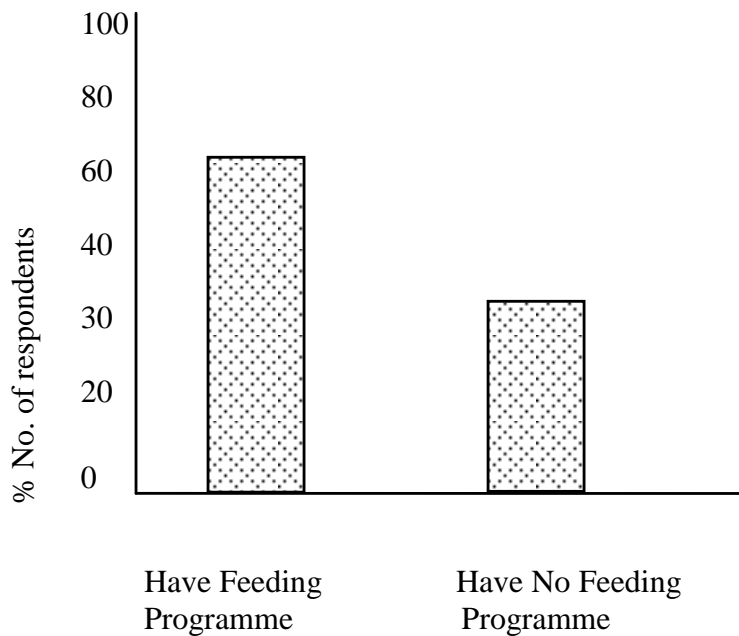 100
80
60
40
30
20
0
% No. of respondents
Have Feeding
Programme
Have No Feeding
Programme